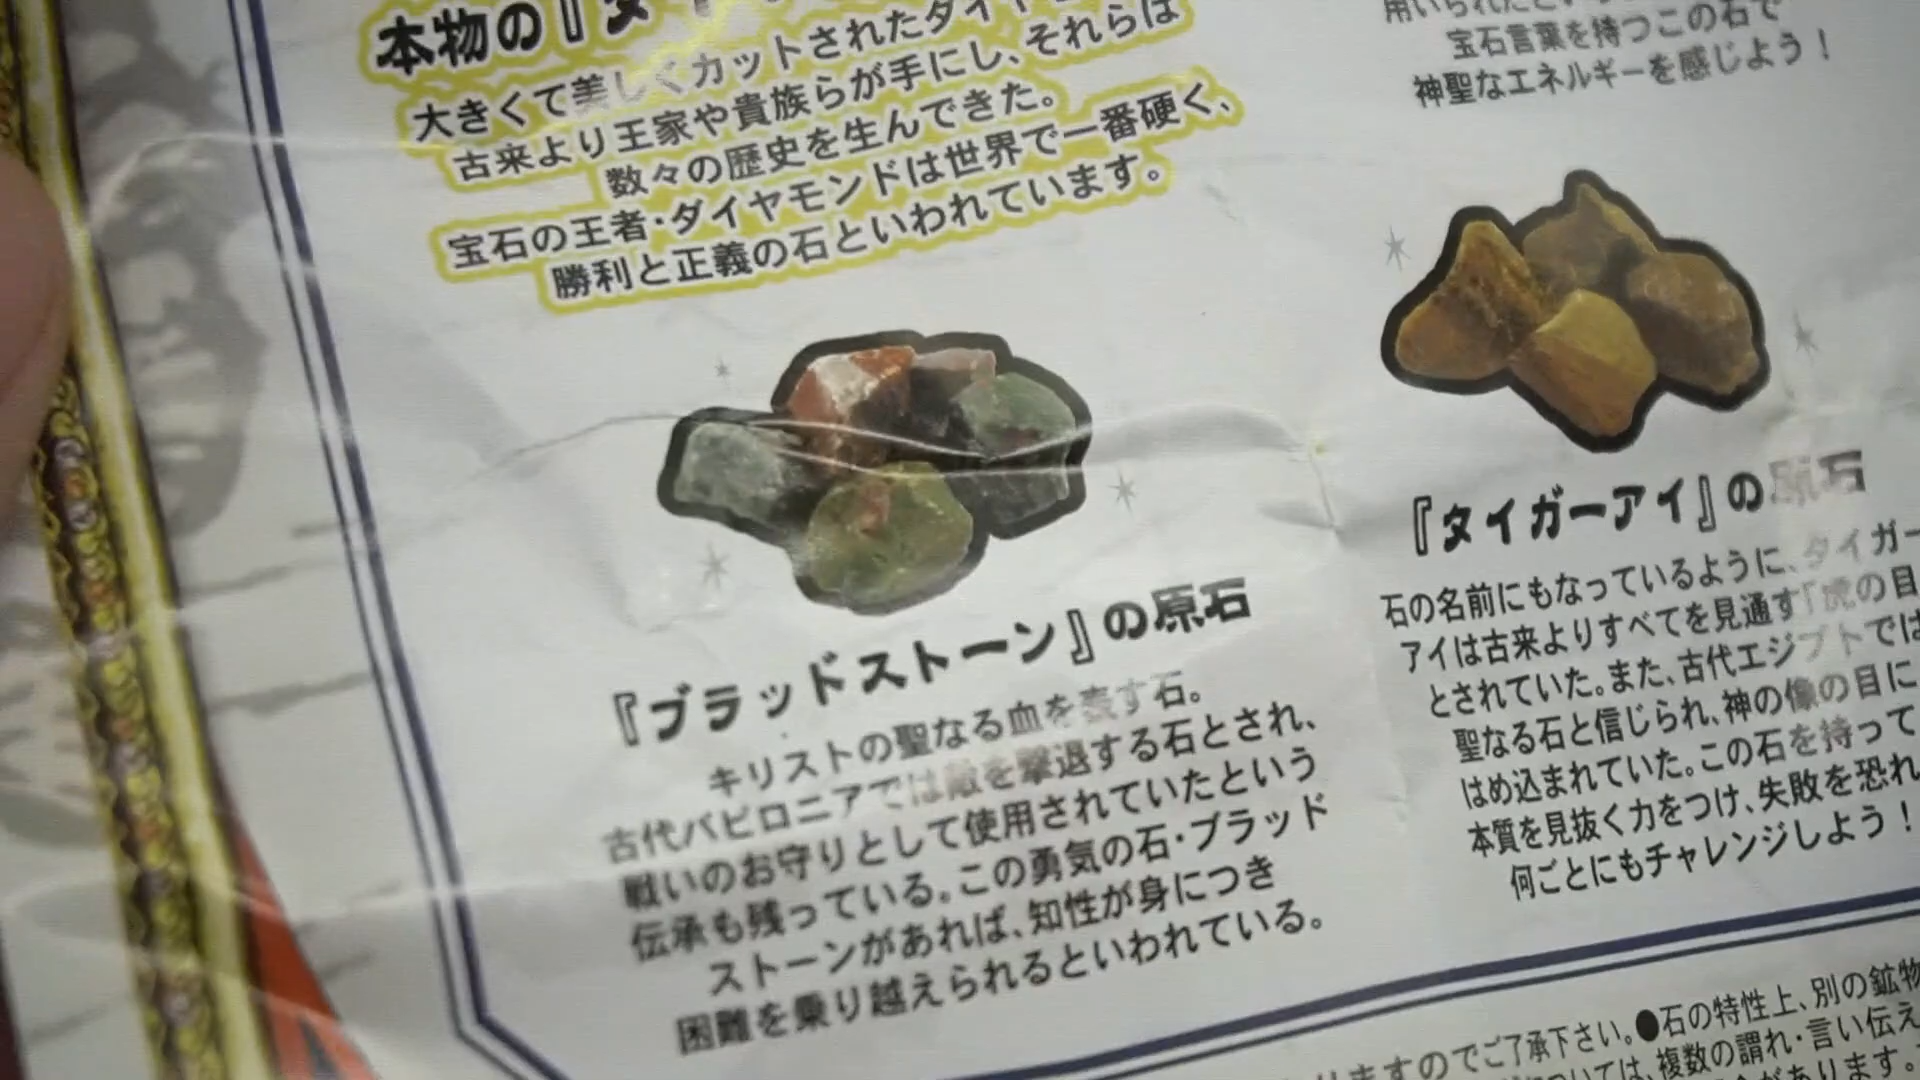 本物の『ダイ
大きくて美しくカットされたダイヤモ
古来より王家や貴族らが手にし、それらは
数々の歴史を生んできた。
宝石の王者・ダイヤモンドは世界で一番硬く、
勝利と正義の石といわれています。
『ブラッドストーン』の原石
キリストの聖なる血を表す石。
古代バビロニアでは敵を撃退する石とされ、
戦いのお守りとして使用されていたという
伝承も残っている。この勇気の石・ブラッド
ストーンがあれば、知性が身につき
困難を乗り越えられるといわれている。
用いられたと
宝石言葉を持つこの石で
神聖なエネルギーを感じよう！
『タイガーアイ』の原石
石の名前にもなっているように、タイガー
アイは古来よりすべてを見通す「虎の目
とされていた。また、古代エジプトでは
聖なる石と信じられ、神の像の目に
はめ込まれていた。この石を持って
本質を見抜く力をつけ、失敗を恐れ
何ごとにもチャレンジしよう！
ますのでご了承下さい。●石の特性上、別の鉱物
ついては、複数の謂れ・言い伝え
があります。